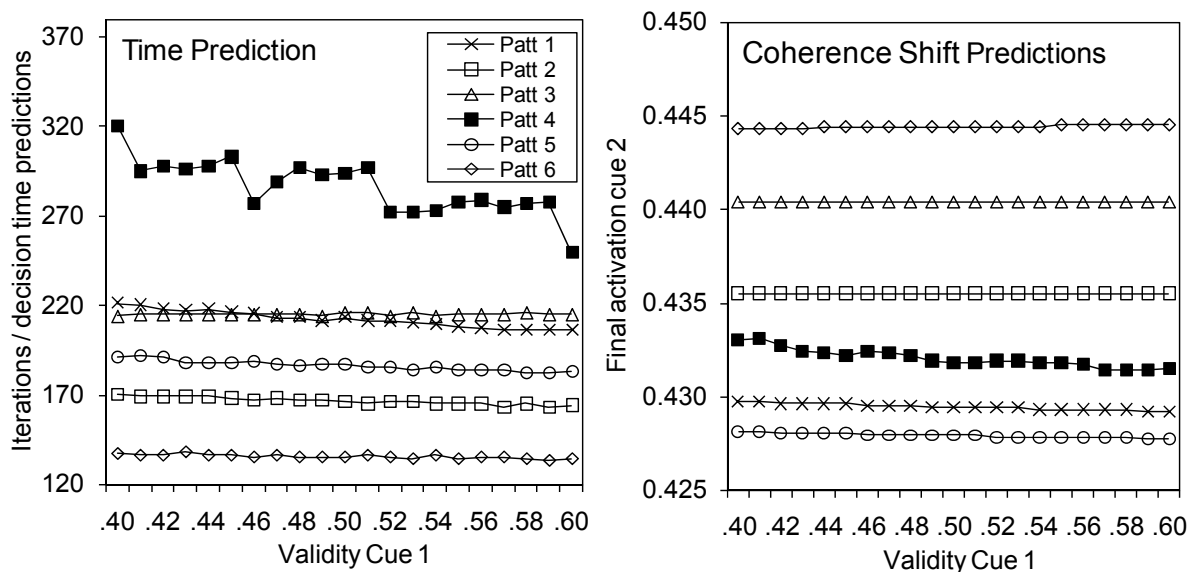 Time Prediction
Iterations / decision time predictions
370
320
270
220
170
120
Patt 1
Patt 2
Patt 3
Patt 4
Patt 5
Patt 6
.40 .42 .44 .46 .48 .50 .52 .54 .56 .58 .60
Validity Cue 1
Coherence Shift Predictions
Final activation cue 2
0.450
0.445
0.440
0.435
0.430
0.425
.40 .42 .44 .46 .48 .50 .52 .54 .56 .58 .60
Validity Cue 1